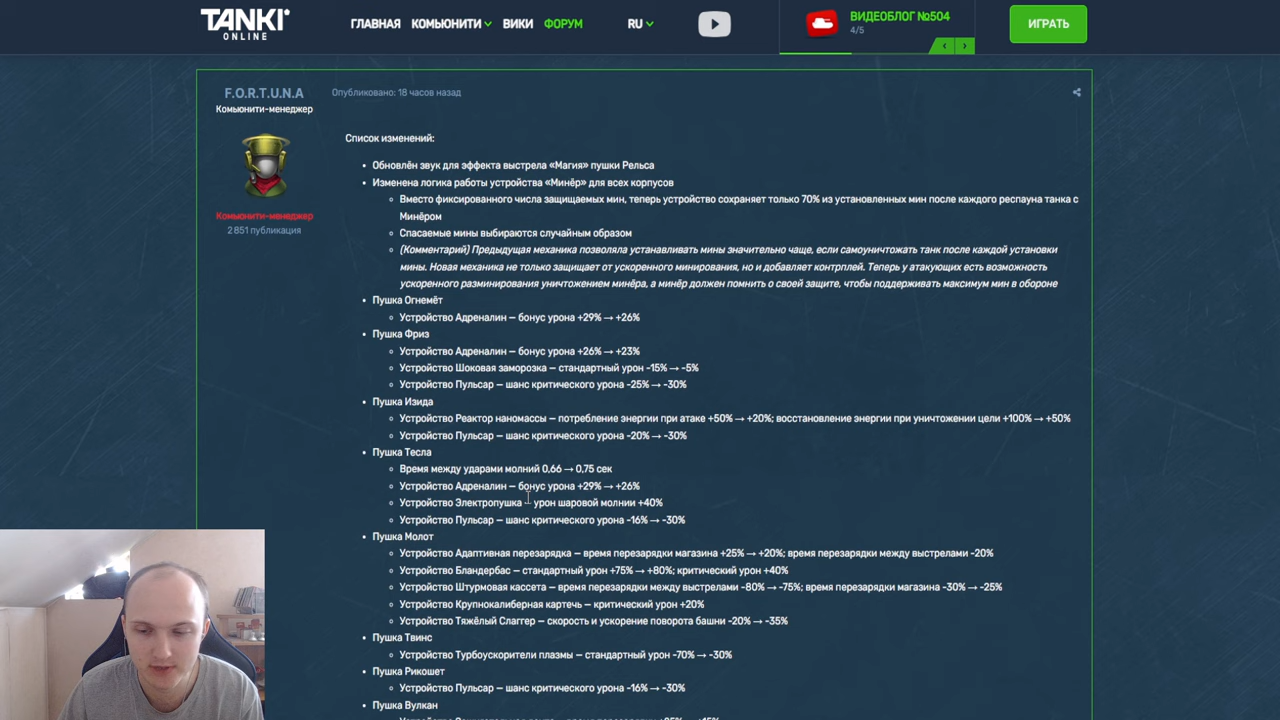 TANKI
ONLINE
ГЛАВНАЯ КОМЬЮНИТИ ВИКИ ФОРУМ RU
ВИДЕОБЛОГ №504
4/5
ИГРАТЬ
F.O.R.T.U.N.A
Комьюнити-менеджер
Комьюнити-менеджер
2 851 публикация
Опубликовано: 18 часов назад
Список изменений:
• Обновлён звук для эффекта выстрела «Магия» пушки Рельса
• Изменена логика работы устройства «Минёр» для всех корпусов
Вместо фиксированного числа защищаемых мин, теперь устройство сохраняет только 70% из установленных мин после каждого респауна танка с
Минёром
Спасаемые мины выбираются случайным образом
(Комментарий) Предыдущая механика позволяла устанавливать мины значительно чаще, если самоуничтожать танк после каждой установки
мины. Новая механика не только защищает от ускоренного минирования, но и добавляет контрплей. Теперь у атакующих есть возможность
ускоренного разминирования уничтожением минёра, а минёр должен помнить о своей защите, чтобы поддерживать максимум мин в обороне
• Пушка Огнемёт
Устройство Адреналин — бонус урона +29% → +26%
• Пушка Фриз
Устройство Адреналин — бонус урона +26% → +23%
Устройство Шоковая заморозка — стандартный урон -15% → -5%
Устройство Пульсар — шанс критического урона -25% → -30%
• Пушка Изида
Устройство Реактор наномассы — потребление энергии при атаке +50% → +20%; восстановление энергии при уничтожении цели +100% → +50%
Устройство Пульсар — шанс критического урона -20% → -30%
• Пушка Тесла
Время между ударами молний 0,66 → 0,75 сек
Устройство Адреналин — бонус урона +29% → +26%
Устройство Электропушка — урон шаровой молнии +40%
Устройство Пульсар — шанс критического урона -16% → -30%
• Пушка Молот
Устройство Адаптивная перезарядка — время перезарядки магазина +25% → +20%; время перезарядки между выстрелами -20%
Устройство Бландербас — стандартный урон +75% → +80%; критический урон +40%
Устройство Штурмовая кассета — время перезарядки между выстрелами -80% → -75%; время перезарядки магазина -30% → -25%
Устройство Крупнокалиберная картечь — критический урон +20%
Устройство Тяжёлый Слаггер — скорость и ускорение поворота башни -20% → -35%
• Пушка Твинс
Устройство Турбоускорители плазмы — стандартный урон -70% → -30%
• Пушка Рикошет
Устройство Пульсар — шанс критического урона -16% → -30%
• Пушка Вулкан